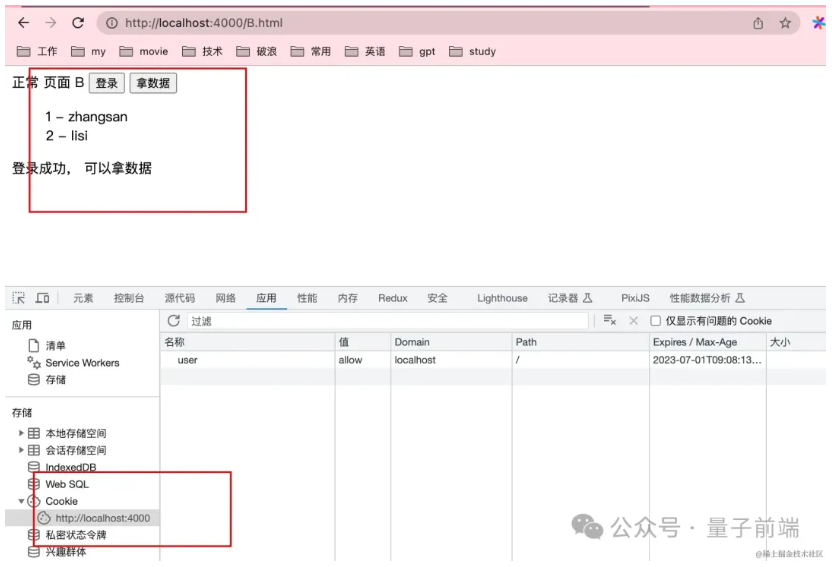 http://localhost:4000/B.html
工作 my movie 技术 破浪 常用 英语 gpt study
正常 页面 B 登录 拿数据
1 - zhangsan
2 - lisi
登录成功， 可以拿数据
元素 控制台 源代码 网络 应用 性能 内存 Redux 安全 Lighthouse 记录器 PixiJS 性能数据分析
应用
过滤
仅显示有问题的 Cookie
名称 值 Domain Path Expires / Max-Age 大小
user allow localhost / 2023-07-01T09:08:13...
清单
Service Workers
存储
存储
本地存储空间
会话存储空间
IndexedDB
Web SQL
Cookie
http://localhost:4000
私密状态令牌
兴趣群体
公众号 · 量子前端
@稀土掘金技术社区